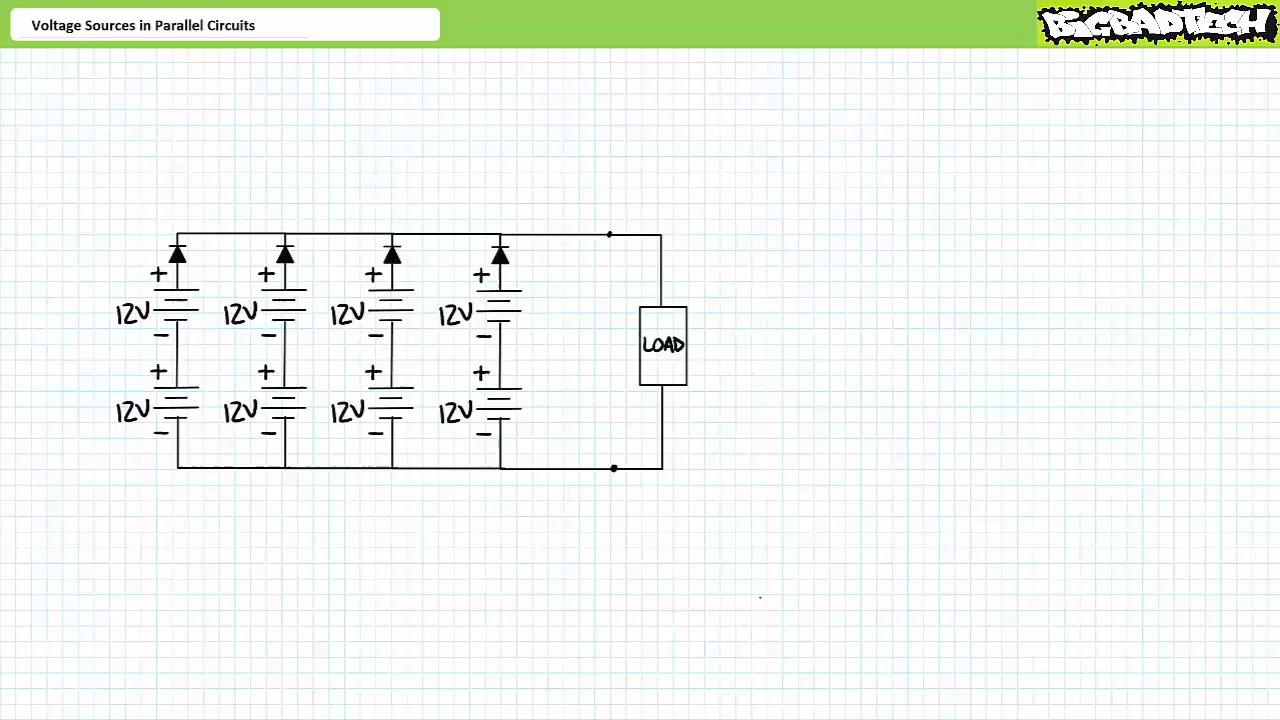 Voltage Sources in Parallel Circuits
BIGBADTECH
+ + + +
12V 12V 12V 12V
− − − −
LOAD
+ + + +
12V 12V 12V 12V
− − − −